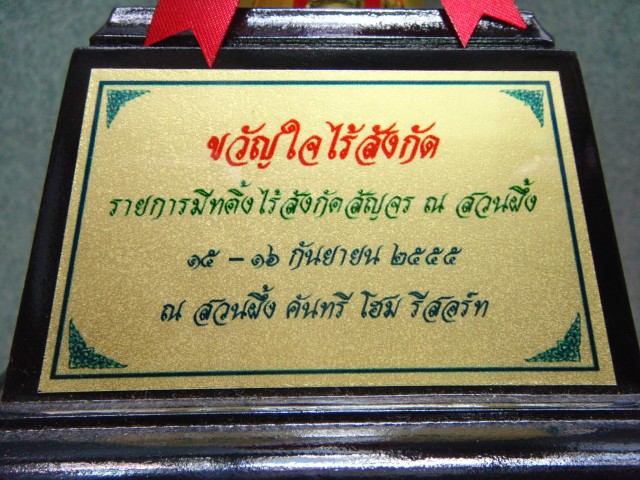 ขวัญใจไร้สังกัด
รายการมีทติ้งไร้สังกัดสัญจร ณ สวนผึ้ง
๑๕ - ๑๖ กันยายน ๒๕๕๕
ณ สวนผึ้ง คันทรี โฮม รีสอร์ท